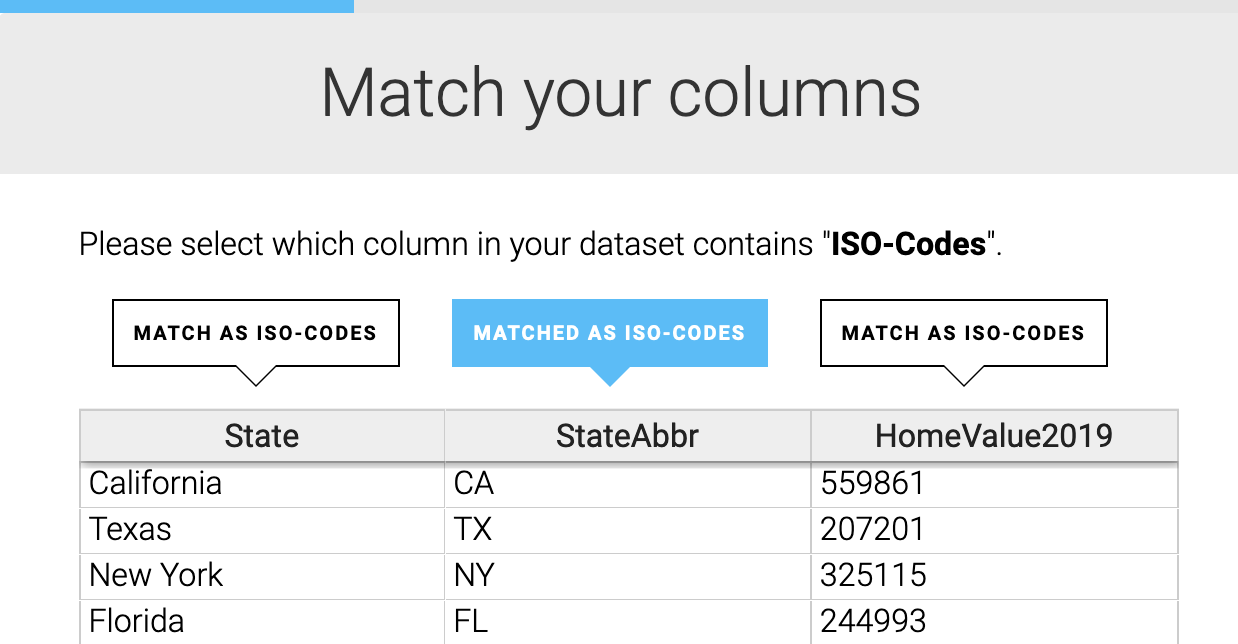 Match your columns
Please select which column in your dataset contains "ISO-Codes".
MATCH AS ISO-CODES MATCHED AS ISO-CODES MATCH AS ISO-CODES
State StateAbbr HomeValue2019
California CA 559861
Texas TX 207201
New York NY 325115
Florida FL 244993